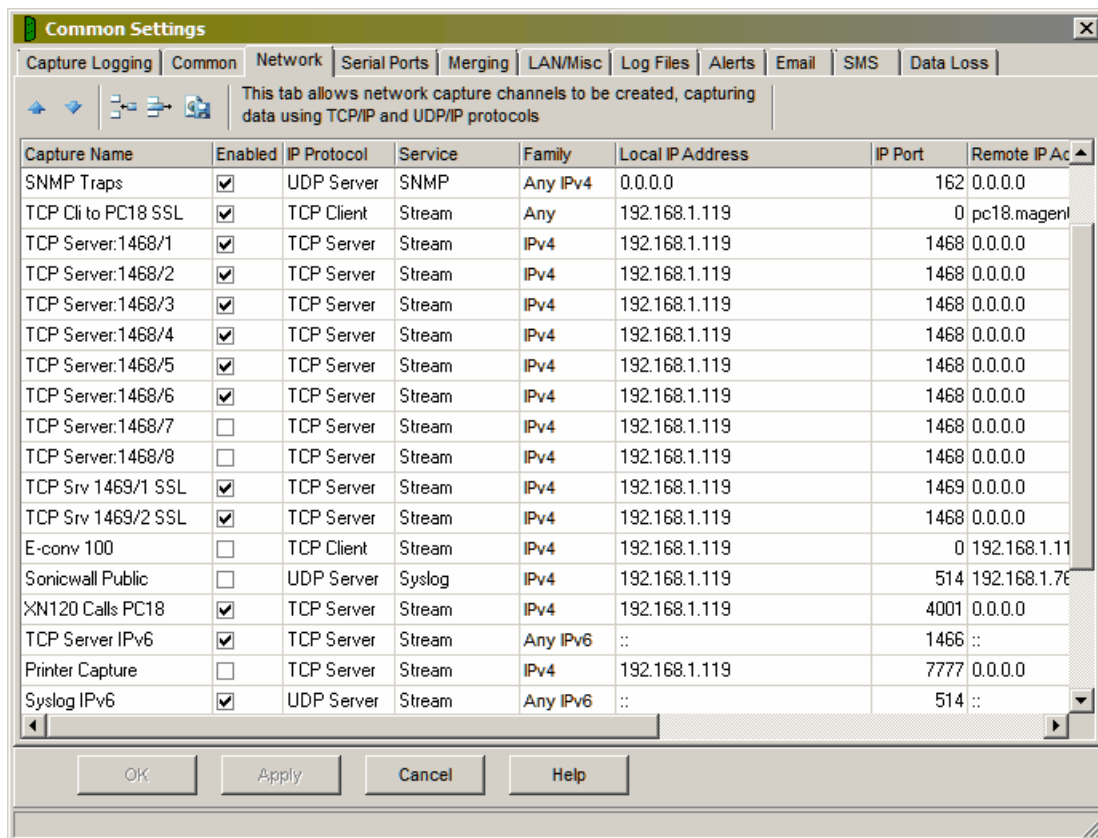 Common Settings
Capture Logging Common Network Serial Ports Merging LAN/Misc Log Files Alerts Email SMS Data Loss
This tab allows network capture channels to be created, capturing
data using TCP/IP and UDP/IP protocols
Capture Name Enabled IP Protocol Service Family Local IP Address IP Port Remote IP Ac
SNMP Traps UDP Server SNMP Any IPv4 0.0.0.0 162 0.0.0.0
TCP Cli to PC18 SSL TCP Client Stream Any 192.168.1.119 0 pc18.magent
TCP Server:1468/1 TCP Server Stream IPv4 192.168.1.119 1468 0.0.0.0
TCP Server:1468/2 TCP Server Stream IPv4 192.168.1.119 1468 0.0.0.0
TCP Server:1468/3 TCP Server Stream IPv4 192.168.1.119 1468 0.0.0.0
TCP Server:1468/4 TCP Server Stream IPv4 192.168.1.119 1468 0.0.0.0
TCP Server:1468/5 TCP Server Stream IPv4 192.168.1.119 1468 0.0.0.0
TCP Server:1468/6 TCP Server Stream IPv4 192.168.1.119 1468 0.0.0.0
TCP Server:1468/7 TCP Server Stream IPv4 192.168.1.119 1468 0.0.0.0
TCP Server:1468/8 TCP Server Stream IPv4 192.168.1.119 1468 0.0.0.0
TCP Srv 1469/1 SSL TCP Server Stream IPv4 192.168.1.119 1469 0.0.0.0
TCP Srv 1469/2 SSL TCP Server Stream IPv4 192.168.1.119 1468 0.0.0.0
E-conv 100 TCP Client Stream IPv4 192.168.1.119 0 192.168.1.11
Sonicwall Public UDP Server Syslog IPv4 192.168.1.119 514 192.168.1.76
XN120 Calls PC18 TCP Server Stream IPv4 192.168.1.119 4001 0.0.0.0
TCP Server IPv6 TCP Server Stream Any IPv6 :: 1466 ::
Printer Capture TCP Server Stream IPv4 192.168.1.119 7777 0.0.0.0
Syslog IPv6 UDP Server Stream Any IPv6 :: 514 ::
OK Apply Cancel Help